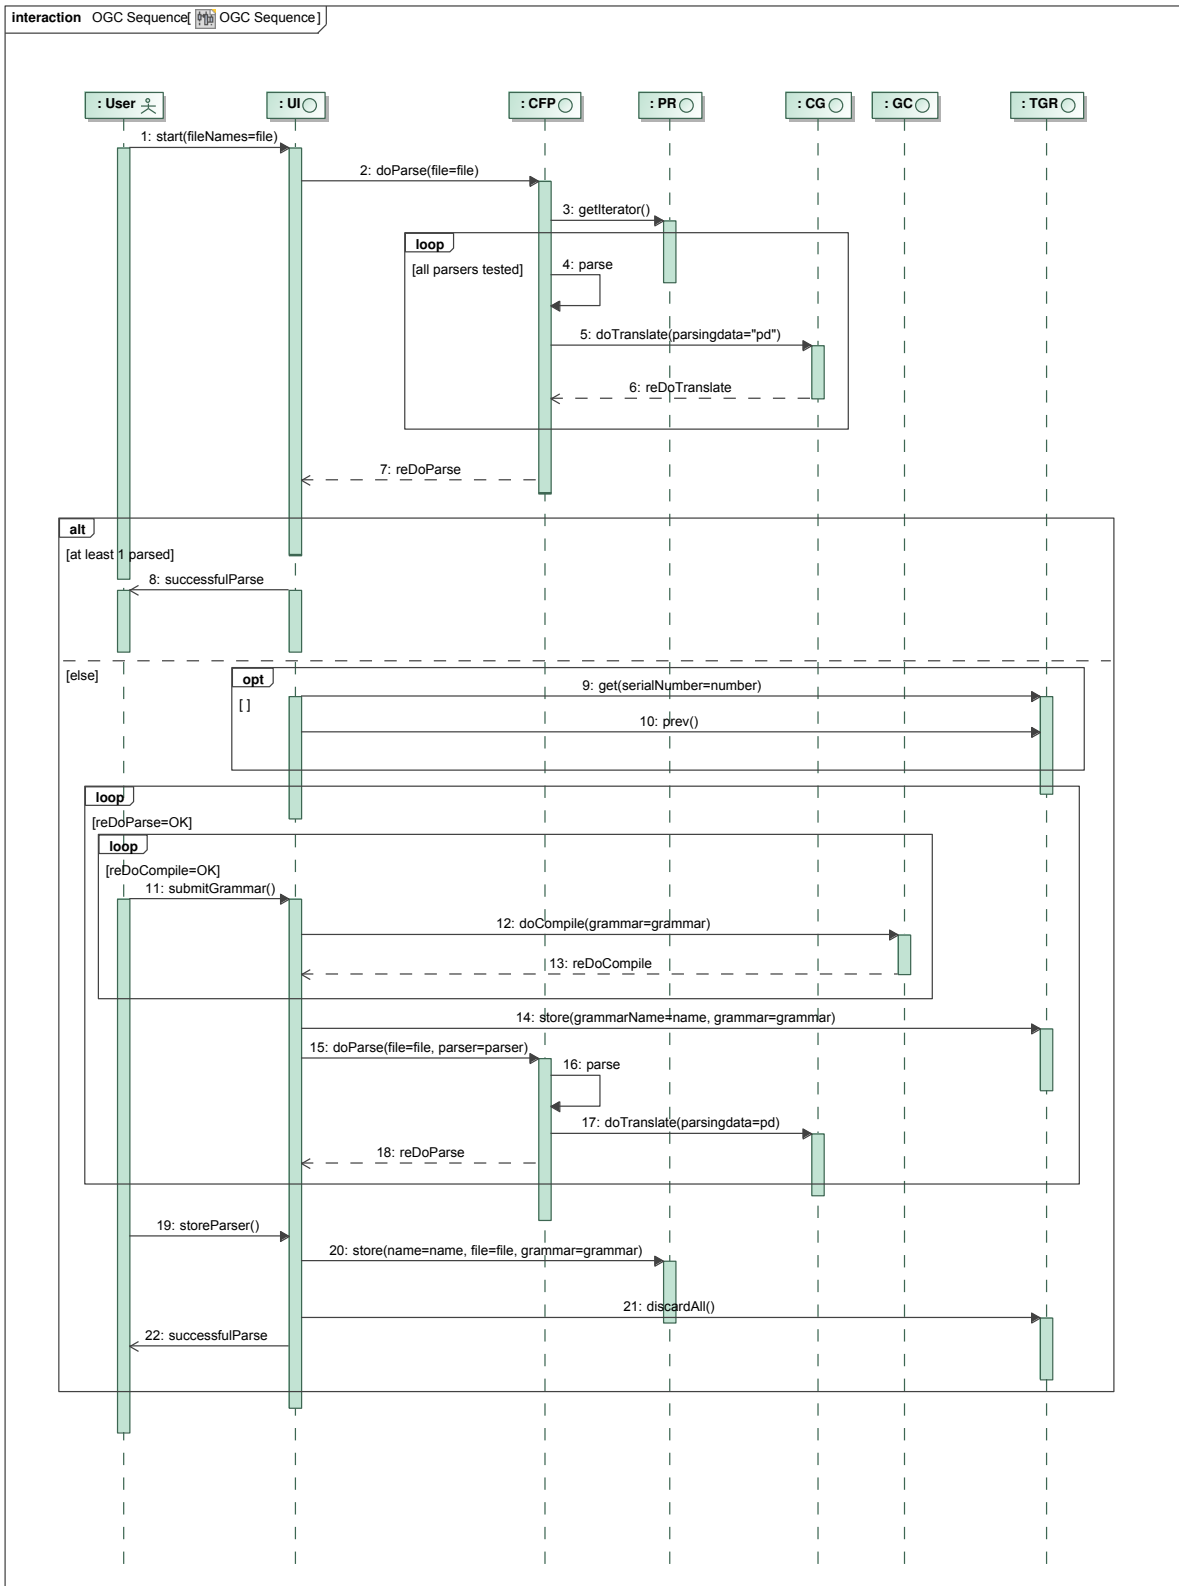 interaction OGC Sequence[ OGC Sequence]
: User : UI : CFP : PR : CG : GC : TGR
1: start(fileNames=file)
2: doParse(file=file)
3: getIterator()
loop
[all parsers tested]
4: parse
5: doTranslate(parsingdata="pd")
6: reDoTranslate
7: reDoParse
alt
[at least 1 parsed]
8: successfulParse
[else]
opt
[ ]
9: get(serialNumber=number)
10: prev()
loop
[reDoParse=OK]
loop
[reDoCompile=OK]
11: submitGrammar()
12: doCompile(grammar=grammar)
13: reDoCompile
14: store(grammarName=name, grammar=grammar)
15: doParse(file=file, parser=parser)
16: parse
17: doTranslate(parsingdata=pd)
18: reDoParse
19: storeParser()
20: store(name=name, file=file, grammar=grammar)
21: discardAll()
22: successfulParse